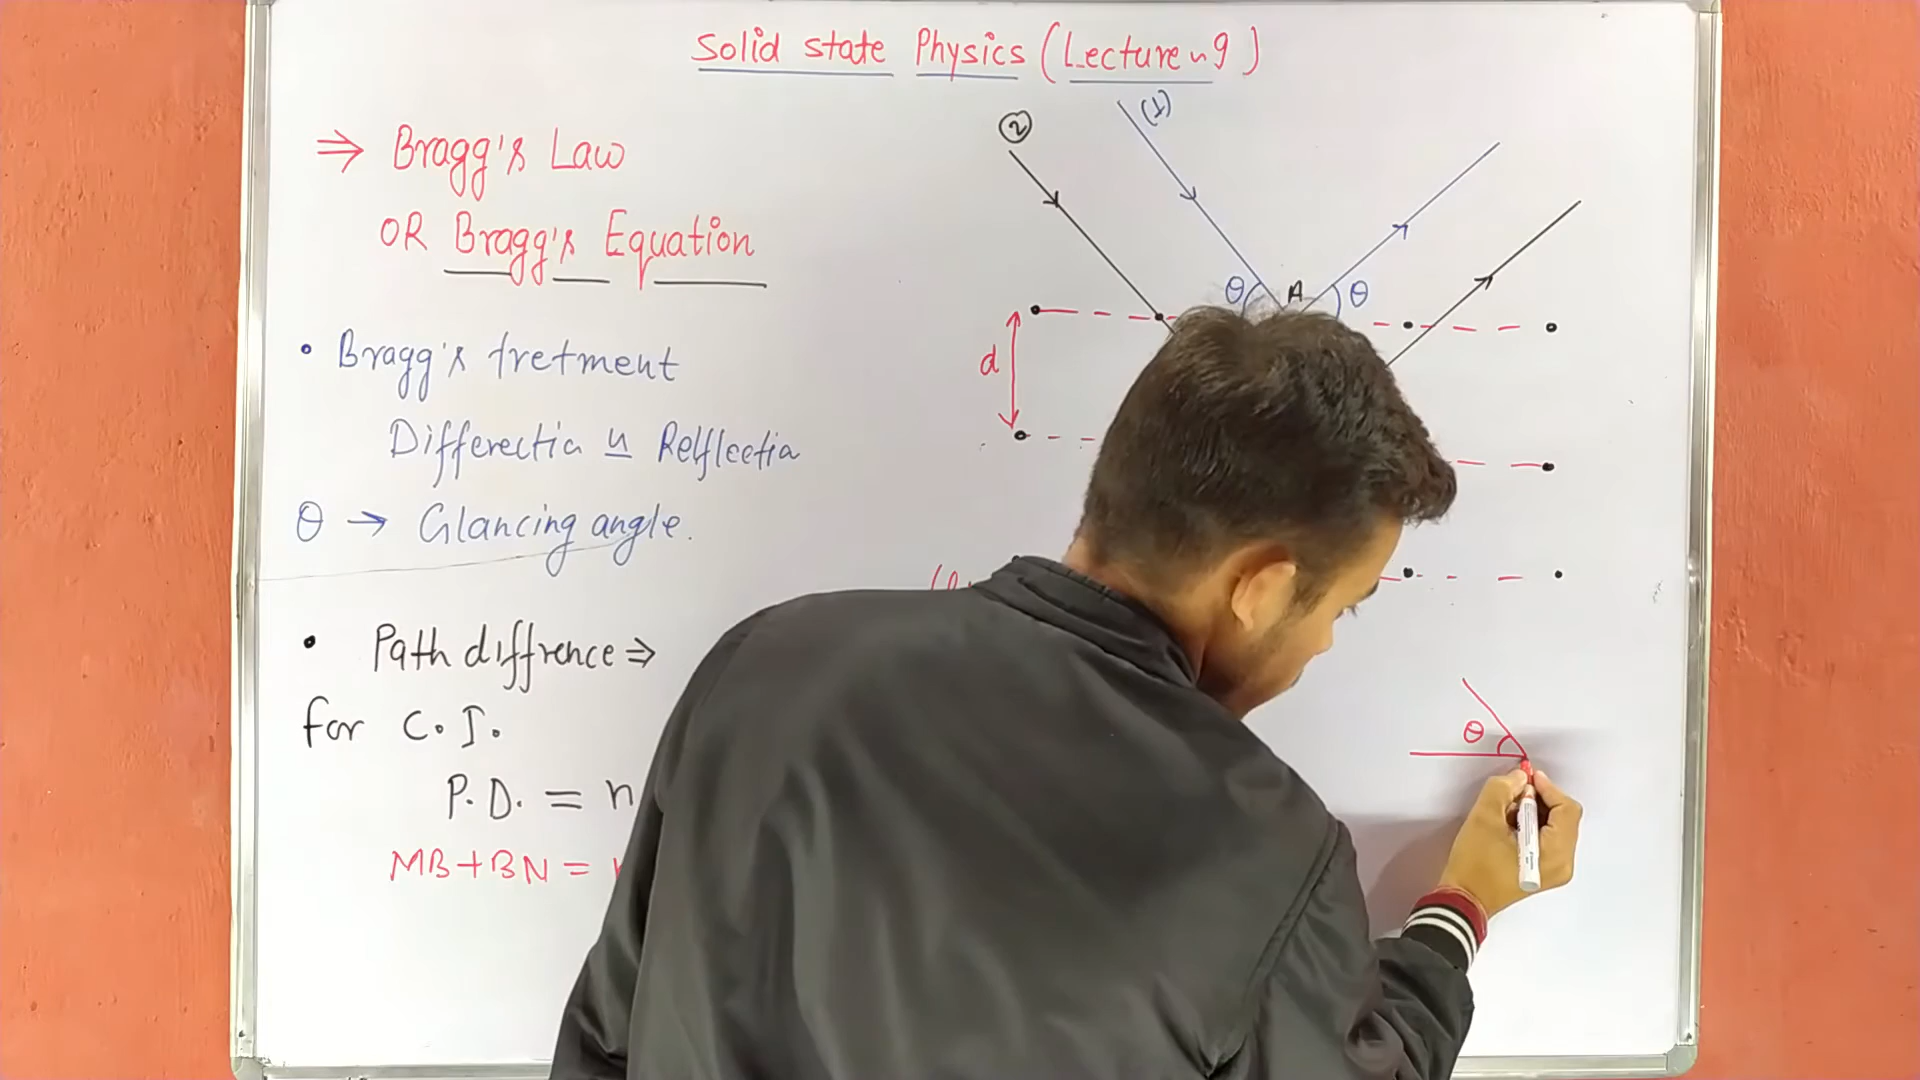 Solid state Physics (Lecture ~ 9)
⇒ Bragg's Law
OR Bragg's Equation
• Bragg's tretment
Differectia Relflectia
θ → Glancing angle.
• Path diffrence ⇒
for C.I.
P.D. = n
MB+BN =
(2)
(1)
θ A θ
d
θ